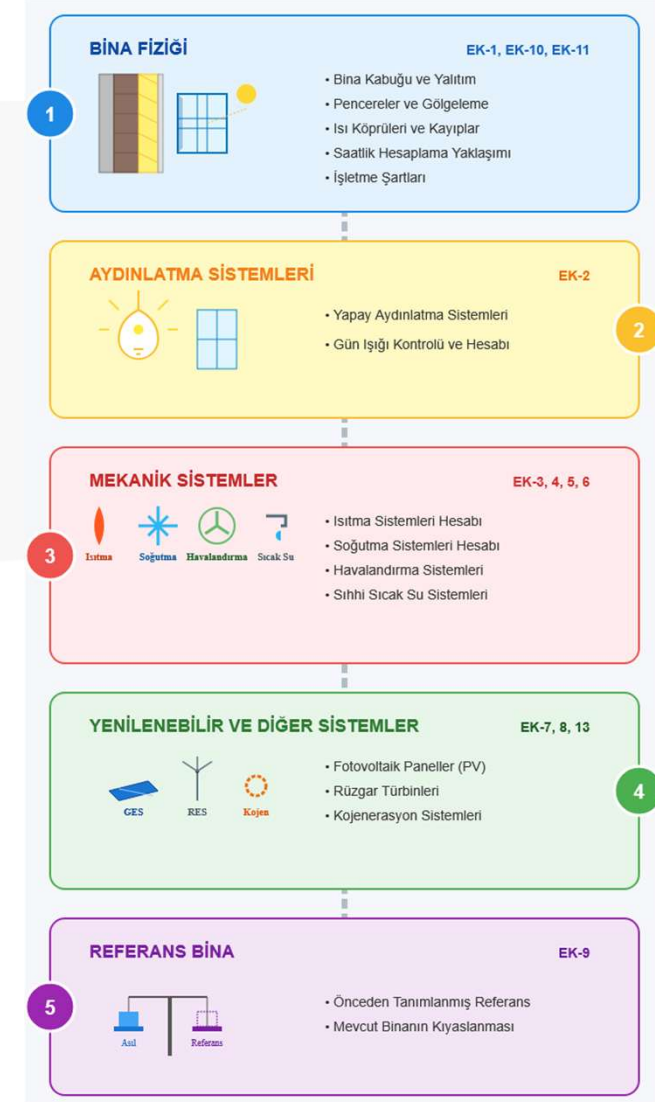 BİNA FİZİĞİ
EK-1, EK-10, EK-11
1
• Bina Kabuğu ve Yalıtım
• Pencereler ve Gölgeleme
• Isı Köprüleri ve Kayıplar
• Saatlik Hesaplama Yaklaşımı
• İşletme Şartları
AYDINLATMA SİSTEMLERİ
EK-2
• Yapay Aydınlatma Sistemleri
• Gün Işığı Kontrolü ve Hesabı
2
MEKANİK SİSTEMLER
EK-3, 4, 5, 6
3
Isıtma
Soğutma
Havalandırma
Sıcak Su
• Isıtma Sistemleri Hesabı
• Soğutma Sistemleri Hesabı
• Havalandırma Sistemleri
• Sıhhi Sıcak Su Sistemleri
YENİLENEBİLİR VE DİĞER SİSTEMLER
EK-7, 8, 13
GES
RES
Kojen
• Fotovoltaik Paneller (PV)
• Rüzgar Türbinleri
• Kojenerasyon Sistemleri
4
REFERANS BİNA
EK-9
5
Asıl
Referans
• Önceden Tanımlanmış Referans
• Mevcut Binanın Kıyaslanması